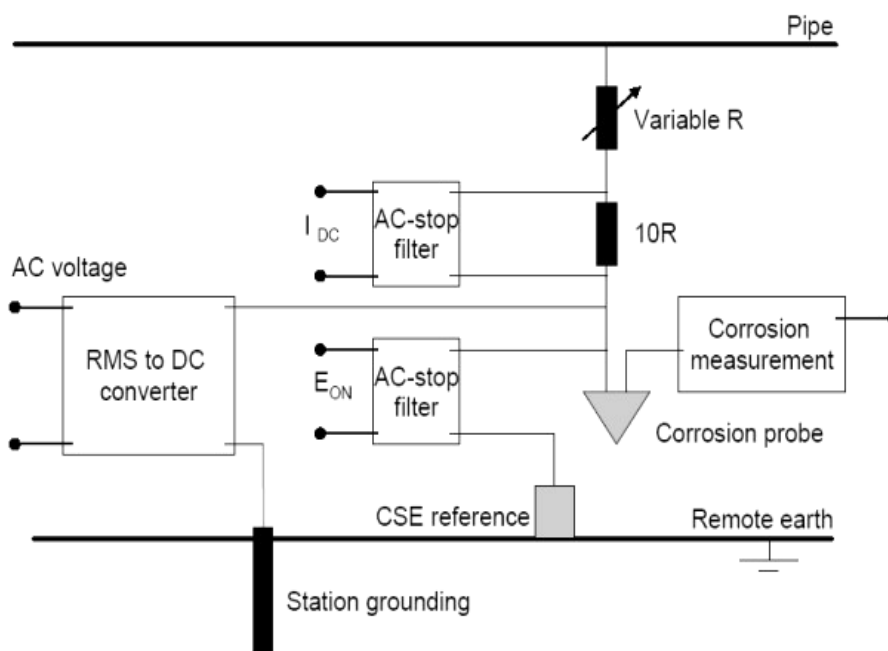 Pipe
Variable R
I DC
AC-stop
filter
10R
AC voltage
RMS to DC
converter
E ON
AC-stop
filter
Corrosion
measurement
Corrosion probe
CSE reference
Remote earth
Station grounding